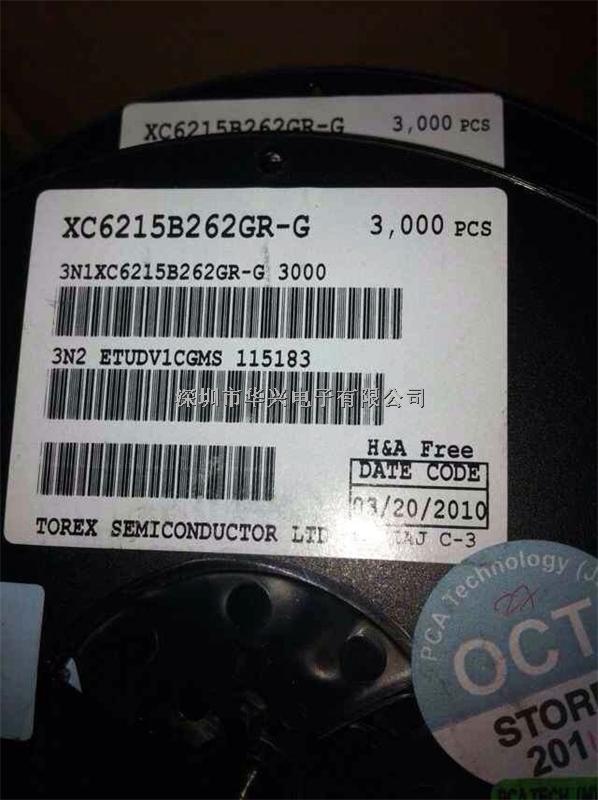 XC6215B262GR-G 3,000 PCS
XC6215B262GR-G 3,000 PCS
3N1XC6215B262GR-G 3000
3N2 ETUDV1CGMS 115183
深圳市华兴电子有限公司
H&A Free
DATE CODE
03/20/2010
TOREX SEMICONDUCTOR LTD C-3
PCA Technology (J
OCT
STOR
201